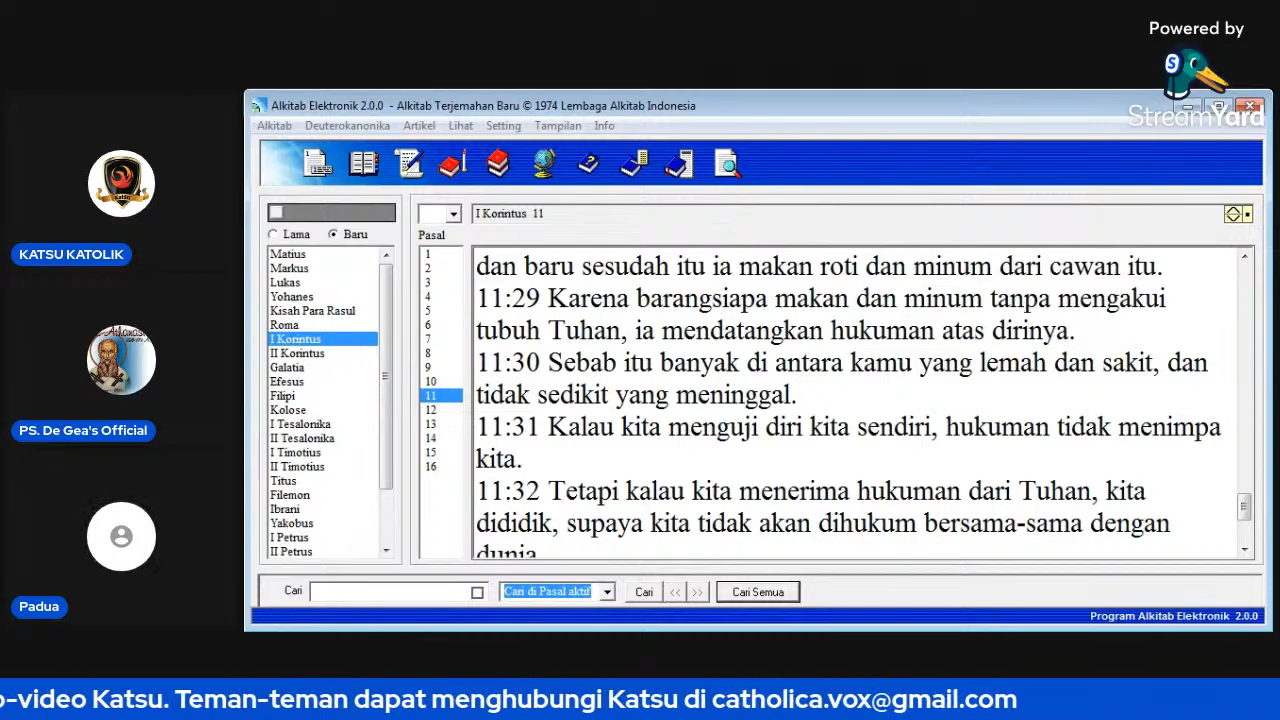 Powered by
StreamYard
Alkitab Elektronik 2.0.0 - Alkitab Terjemahan Baru © 1974 Lembaga Alkitab Indonesia
Alkitab Deuterokanonika Artikel Lihat Setting Tampilan Info
Lama Baru
Matius
Markus
Lukas
Yohanes
Kisah Para Rasul
Roma
I Korintus
II Korintus
Galatia
Efesus
Filipi
Kolose
I Tesalonika
II Tesalonika
I Timotius
II Timotius
Titus
Filemon
Ibrani
Yakobus
I Petrus
II Petrus
I Korintus 11
Pasal
1
2
3
4
5
6
7
8
9
10
11
12
13
14
15
16
dan baru sesudah itu ia makan roti dan minum dari cawan itu.
11:29 Karena barangsiapa makan dan minum tanpa mengakui
tubuh Tuhan, ia mendatangkan hukuman atas dirinya.
11:30 Sebab itu banyak di antara kamu yang lemah dan sakit, dan
tidak sedikit yang meninggal.
11:31 Kalau kita menguji diri kita sendiri, hukuman tidak menimpa
kita.
11:32 Tetapi kalau kita menerima hukuman dari Tuhan, kita
dididik, supaya kita tidak akan dihukum bersama-sama dengan
dunia
Cari Cari di Pasal aktif Cari << >> Cari Semua
Program Alkitab Elektronik 2.0.0
Katsu
KATSU KATOLIK
PS. De Gea's Official
Padua
-video Katsu. Teman-teman dapat menghubungi Katsu di catholica.vox@gmail.com